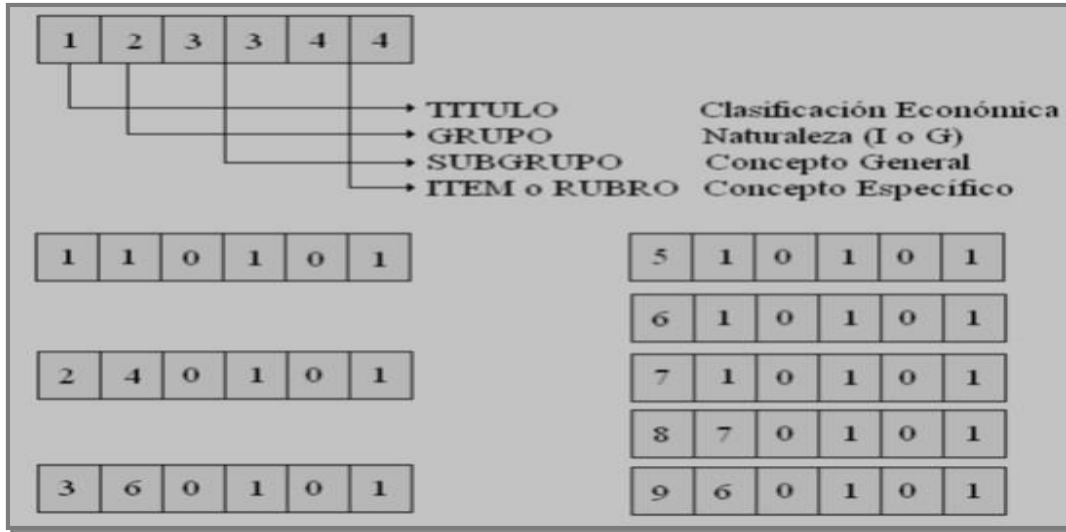 1 2 3 3 4 4
TITULO Clasificación Económica
GRUPO Naturaleza (I o G)
SUBGRUPO Concepto General
ITEM o RUBRO Concepto Específico
1 1 0 1 0 1
5 1 0 1 0 1
6 1 0 1 0 1
2 4 0 1 0 1
7 1 0 1 0 1
8 7 0 1 0 1
3 6 0 1 0 1
9 6 0 1 0 1